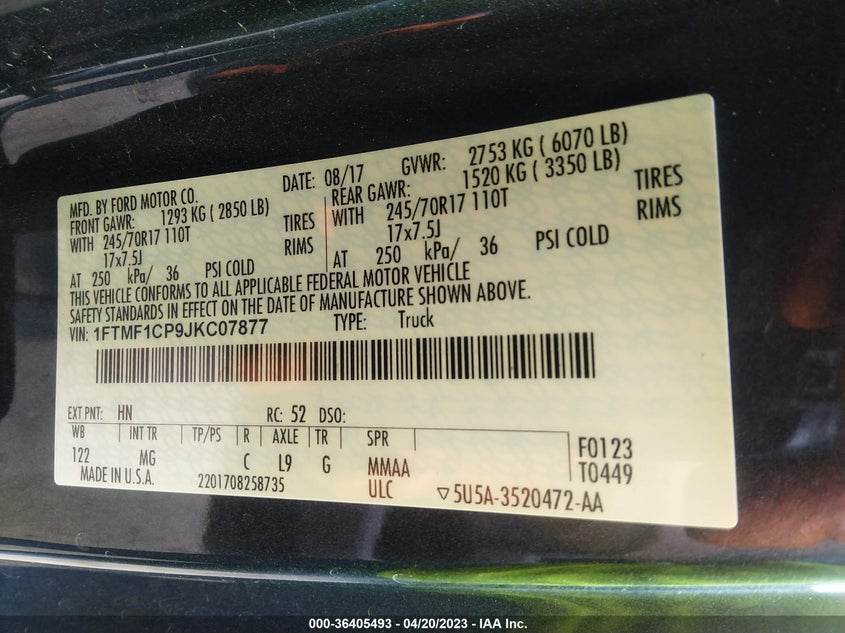 MFD. BY FORD MOTOR CO. DATE: 08/17 GVWR: 2753 KG ( 6070 LB)
FRONT GAWR: 1293 KG ( 2850 LB) REAR GAWR: 1520 KG ( 3350 LB)
WITH 245/70R17 110T TIRES WITH 245/70R17 110T TIRES
17x7.5J RIMS 17x7.5J RIMS
AT 250 kPa/ 36 PSI COLD AT 250 kPa/ 36 PSI COLD
THIS VEHICLE CONFORMS TO ALL APPLICABLE FEDERAL MOTOR VEHICLE
SAFETY STANDARDS IN EFFECT ON THE DATE OF MANUFACTURE SHOWN ABOVE.
VIN: 1FTMF1CP9JKC07877 TYPE: Truck
EXT PNT: HN RC: 52 DSO:
WB INT TR TP/PS R AXLE TR SPR F0123
122 MG C L9 G MMAA T0449
MADE IN U.S.A. 2201708258735 ULC ▽5U5A-3520472-AA
000-36405493 - 04/20/2023 - IAA Inc.